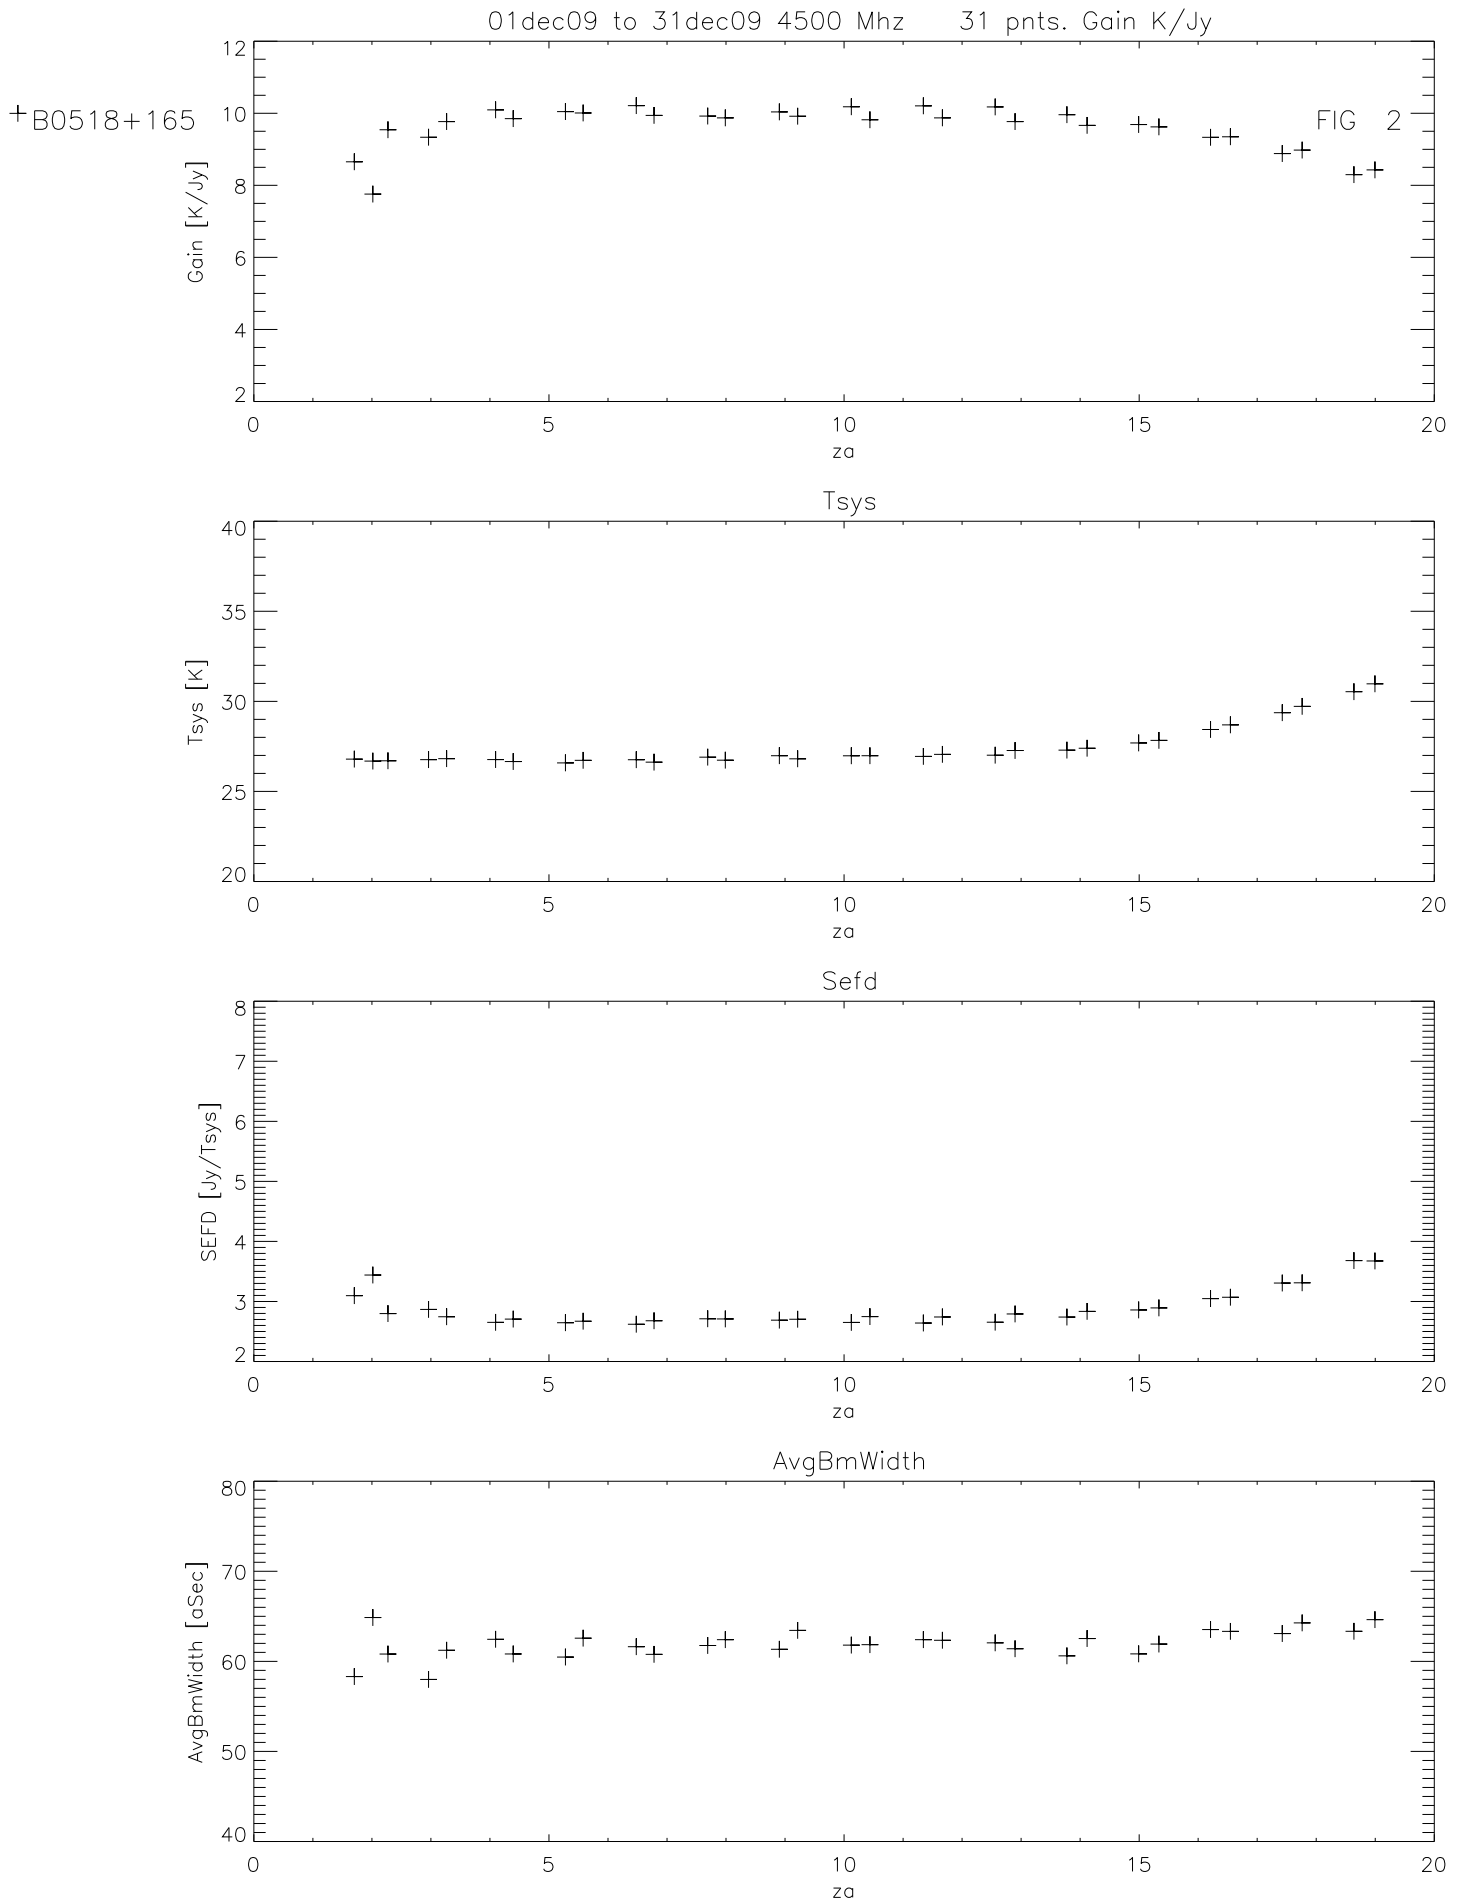 01dec09 to 31dec09 4500 Mhz 31 pnts. Gain K/Jy
+B0518+165
FIG 2
Gain [K/Jy]
12
10
8
6
4
2
0 5 10 15 20
za
Tsys
Tsys [K]
40
35
30
25
20
0 5 10 15 20
za
Sefd
SEFD [Jy/Tsys]
8
7
6
5
4
3
2
0 5 10 15 20
za
AvgBmWidth
AvgBmWidth [aSec]
80
70
60
50
40
0 5 10 15 20
za